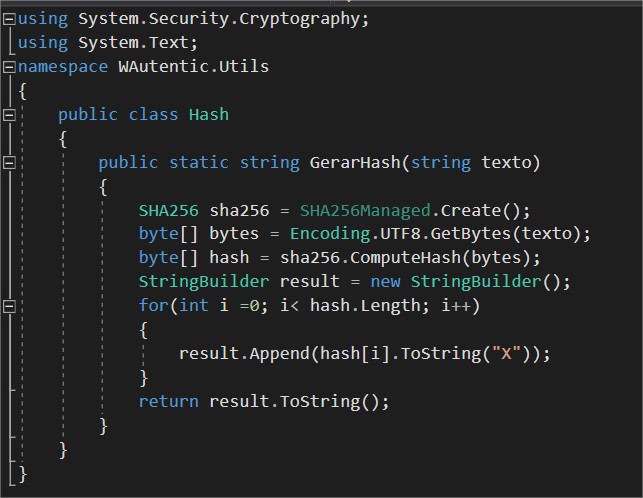 using System.Security.Cryptography;
using System.Text;
namespace WAutentic.Utils
{
public class Hash
{
public static string GerarHash(string texto)
{
SHA256 sha256 = SHA256Managed.Create();
byte[] bytes = Encoding.UTF8.GetBytes(texto);
byte[] hash = sha256.ComputeHash(bytes);
StringBuilder result = new StringBuilder();
for(int i =0; i< hash.Length; i++)
{
result.Append(hash[i].ToString("X"));
}
return result.ToString();
}
}
}